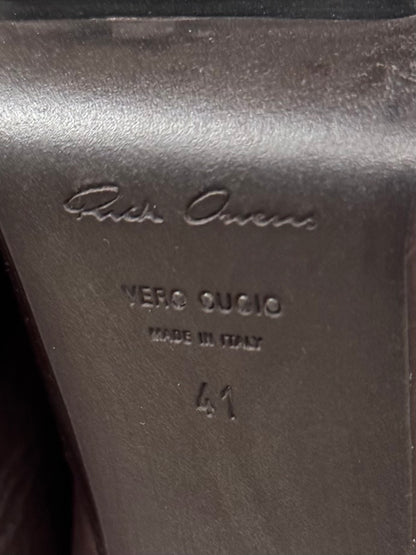 Rick Owens
VERO CUOIO
MADE IN ITALY
41